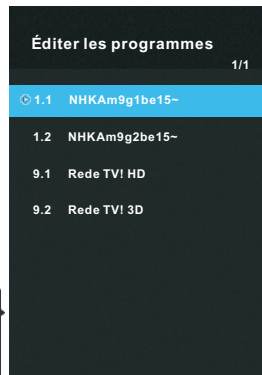 Éditer les programmes
1/1
1.1 NHKAm9g1be15~
1.2 NHKAm9g2be15~
9.1 Rede TV! HD
9.2 Rede TV! 3D